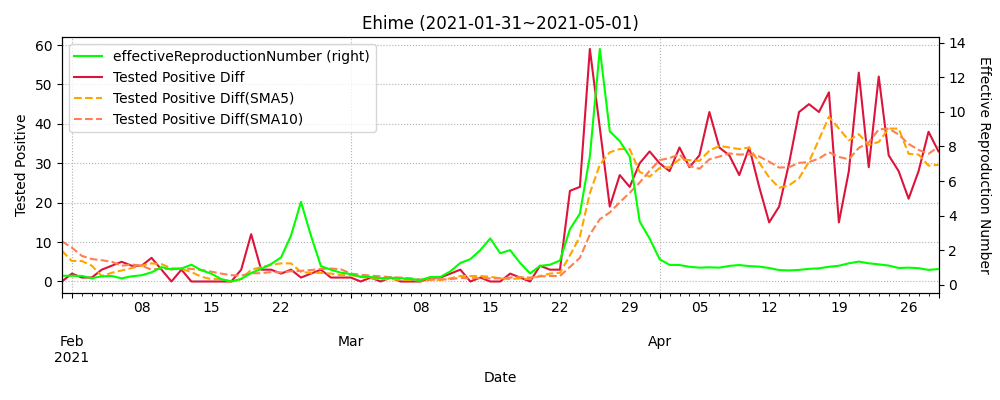 Ehime (2021-01-31~2021-05-01)
effectiveReproductionNumber (right)
Tested Positive Diff
Tested Positive Diff(SMA5)
Tested Positive Diff(SMA10)
Tested Positive
60
50
40
30
20
10
0
14
12
10
8
6
4
2
0
Effective Reproduction Number
08 15 22 08 15 22 29 05 12 19 26
Feb Mar Apr
2021
Date